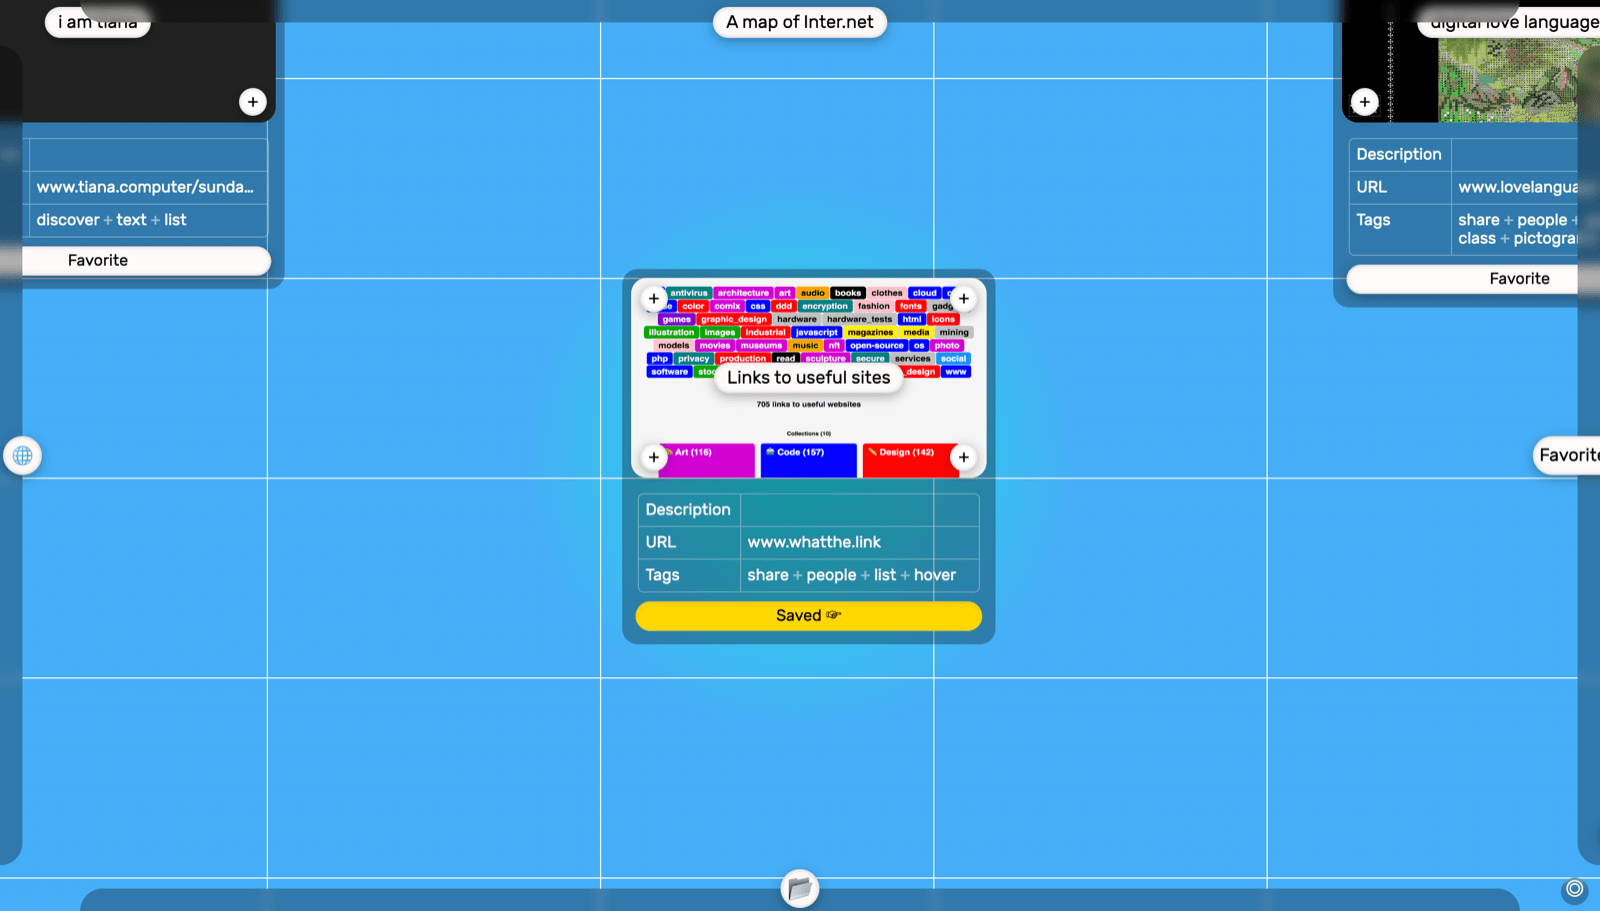 i am tiana
A map of Inter.net
digital love language
www.tiana.computer/sunda...
discover + text + list
Favorite
Description
URL www.lovelangua
Tags share + people +
class + pictogra
Favorite
antivirus architecture art audio books clothes cloud
color comix css ddd encryption fashion fonts gadg
games graphic_design hardware hardware_tests html icons
illustration images industrial javascript magazines media mining
models movies museums music nft open-source os photo
php privacy production read sculpture secure services social
software stoc _design www
Links to useful sites
705 links to useful websites
Collections (10)
Art (116) Code (157) Design (142)
Favorite
Description
URL www.whatthe.link
Tags share + people + list + hover
Saved ☞